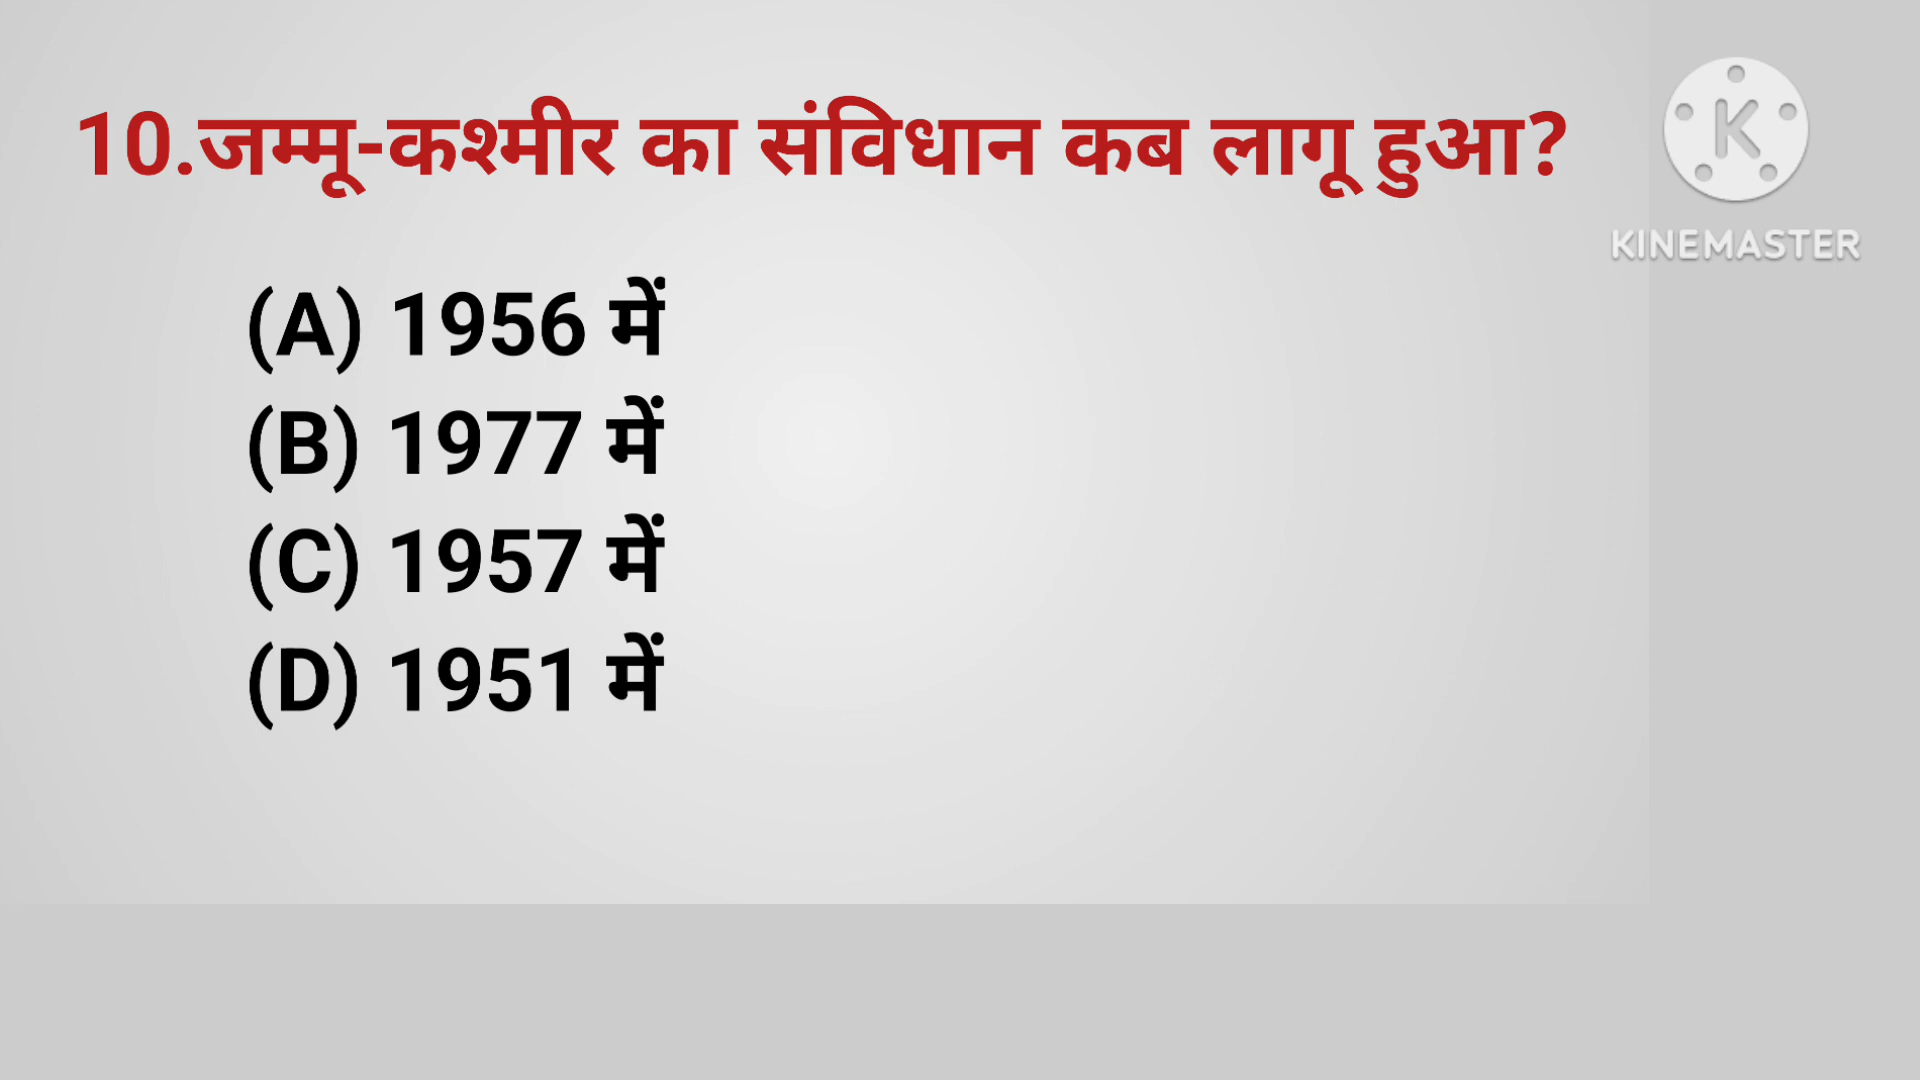 10.जम्मू-कश्मीर का संविधान कब लागू हुआ?
K
KINEMASTER
(A) 1956 में
(B) 1977 में
(C) 1957 में
(D) 1951 में